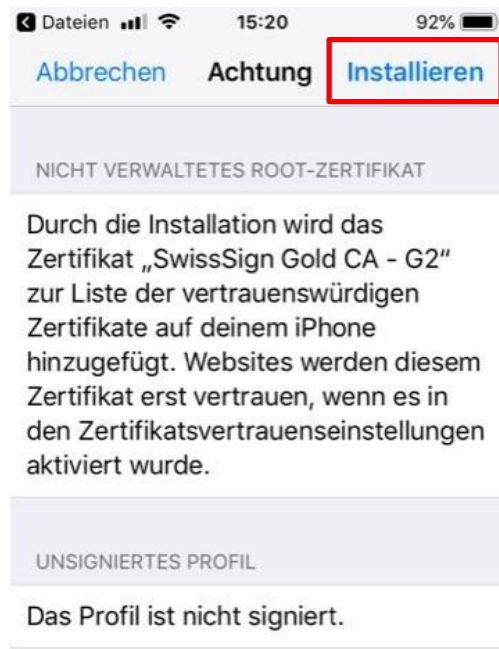 Dateien 15:20 92%
Abbrechen Achtung Installieren
NICHT VERWALTETES ROOT-ZERTIFIKAT
Durch die Installation wird das
Zertifikat „SwissSign Gold CA - G2“
zur Liste der vertrauenswürdigen
Zertifikate auf deinem iPhone
hinzugefügt. Websites werden diesem
Zertifikat erst vertrauen, wenn es in
den Zertifikatsvertrauenseinstellungen
aktiviert wurde.
UNSIGNIERTES PROFIL
Das Profil ist nicht signiert.